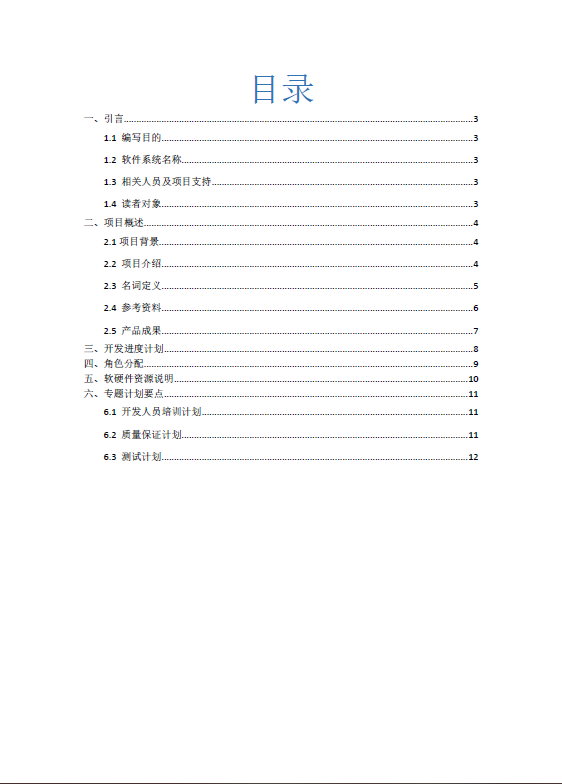 目录
一、引言........................................................3
1.1 编写目的........................................................3
1.2 软件系统名称........................................................3
1.3 相关人员及项目支持........................................................3
1.4 读者对象........................................................3
二、项目概述........................................................4
2.1 项目背景........................................................4
2.2 项目介绍........................................................4
2.3 名词定义........................................................5
2.4 参考资料........................................................6
2.5 产品成果........................................................7
三、开发进度计划........................................................8
四、角色分配........................................................9
五、软硬件资源说明........................................................10
六、专题计划要点........................................................11
6.1 开发人员培训计划........................................................11
6.2 质量保证计划........................................................11
6.3 测试计划........................................................12